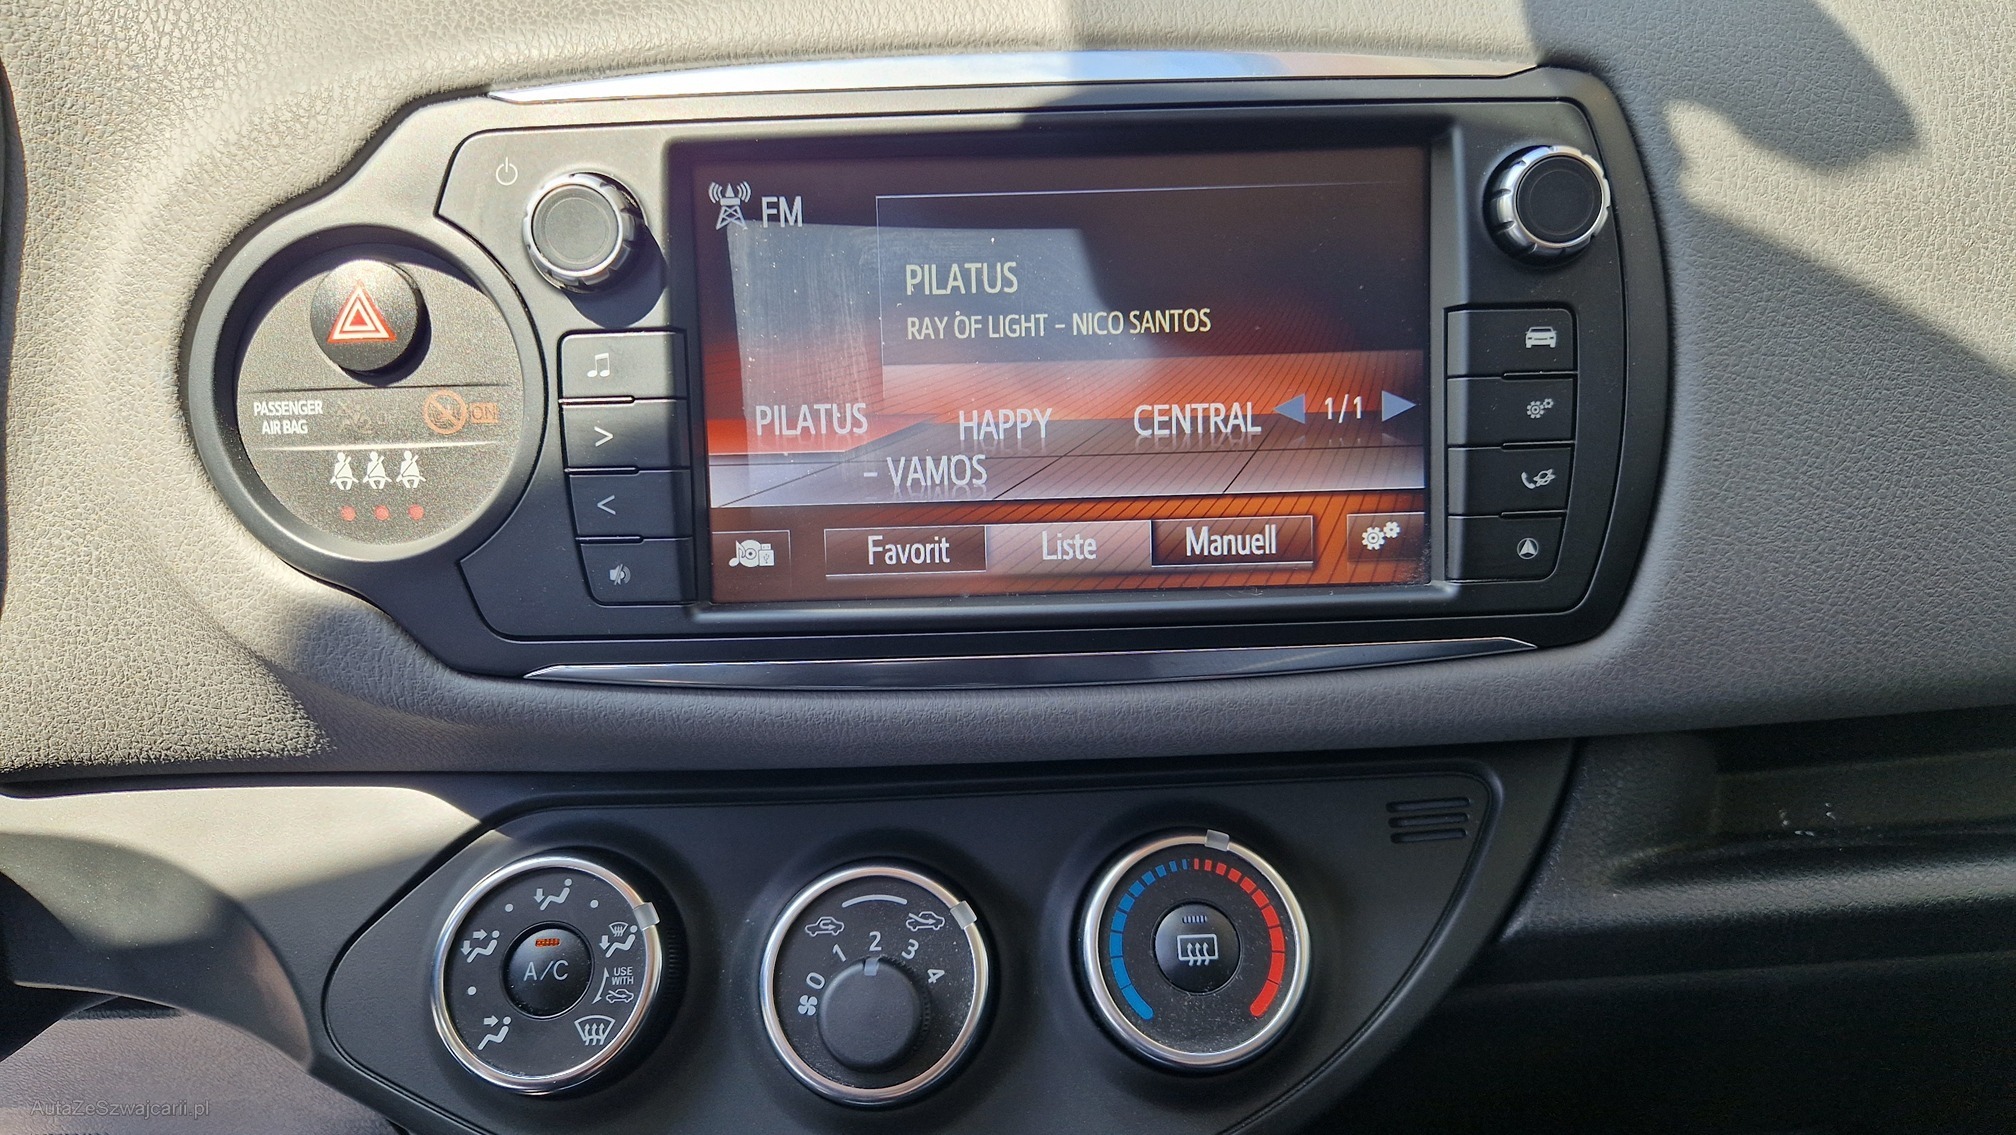 FM
PILATUS
RAY OF LIGHT - NICO SANTOS
PILATUS HAPPY CENTRAL 1/1
- VAMOS
Favorit Liste Manuell
PASSENGER
AIR BAG
ON
A/C
USE
WITH
0 1 2 3 4
AutaZeSzwajcarii.pl